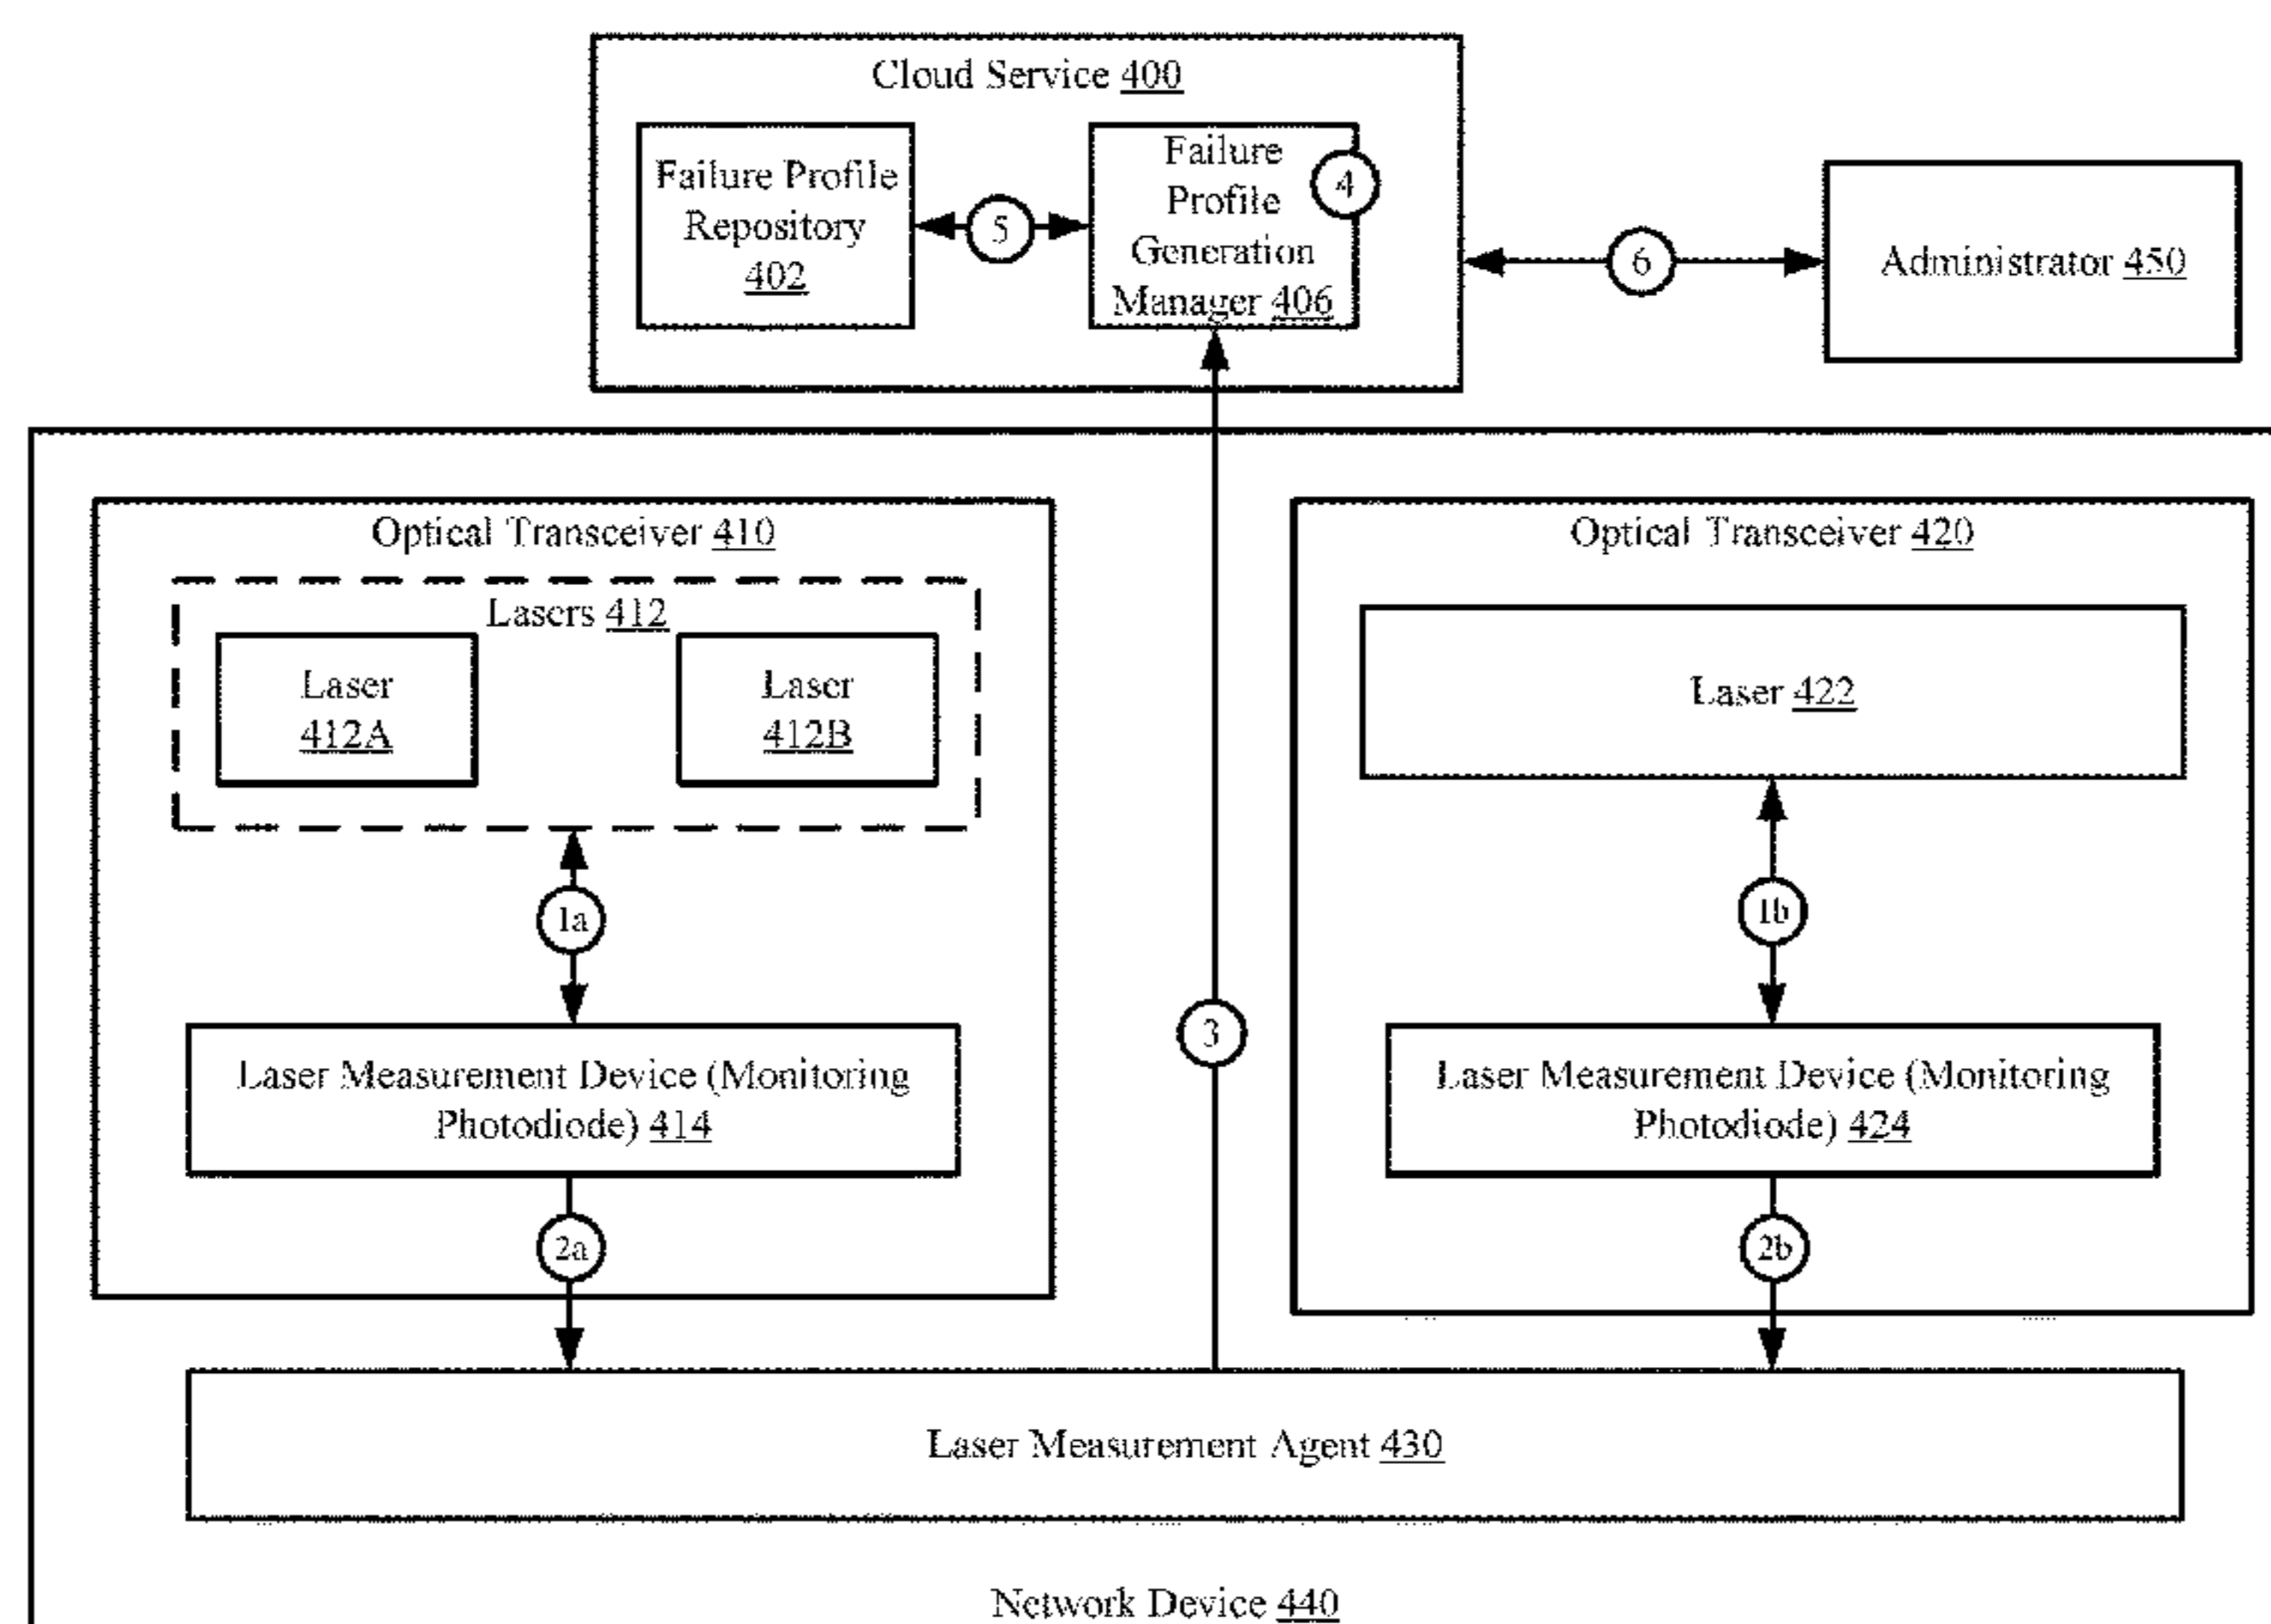 Cloud Service 400
Failure Profile
Repository
402
5
Failure
Profile
Generation
Manager 406
4
6
Administrator 450
Optical Transceiver 410
Lasers 412
Laser
412A
Laser
412B
1a
Laser Measurement Device (Monitoring
Photodiode) 414
2a
3
Optical Transceiver 420
Laser 422
1b
Laser Measurement Device (Monitoring
Photodiode) 424
2b
Laser Measurement Agent 430
Network Device 440